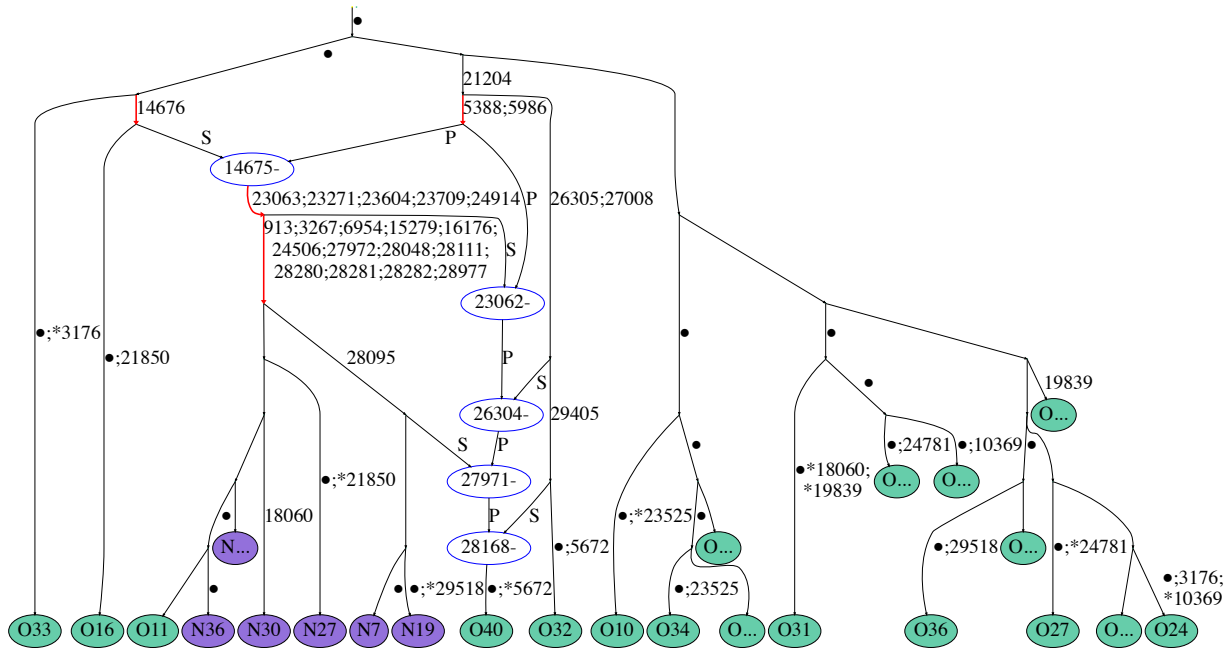 ●
●
21204
14676
5388;5986
S
P
14675-
23063;23271;23604;23709;24914
P
26305;27008
913;3267;6954;15279;16176;
24506;27972;28048;28111;
28280;28281;28282;28977
S
23062-
●;*3176
●;21850
28095
P
S
●
●
●
19839
26304-
29405
O...
S
P
●
●;24781
●;10369
●
27971-
●*18060;
*19839
●;*21850
O...
O...
●
18060
P
S
●;*23525
●
N...
28168-
●;5672
O...
●;29518
O...
●;*24781
●
●
●;*29518
●;*5672
●;23525
●;3176;
*10369
O33
O16
O11
N36
N30
N27
N7
N19
O40
O32
O10
O34
O...
O31
O36
O27
O...
O24